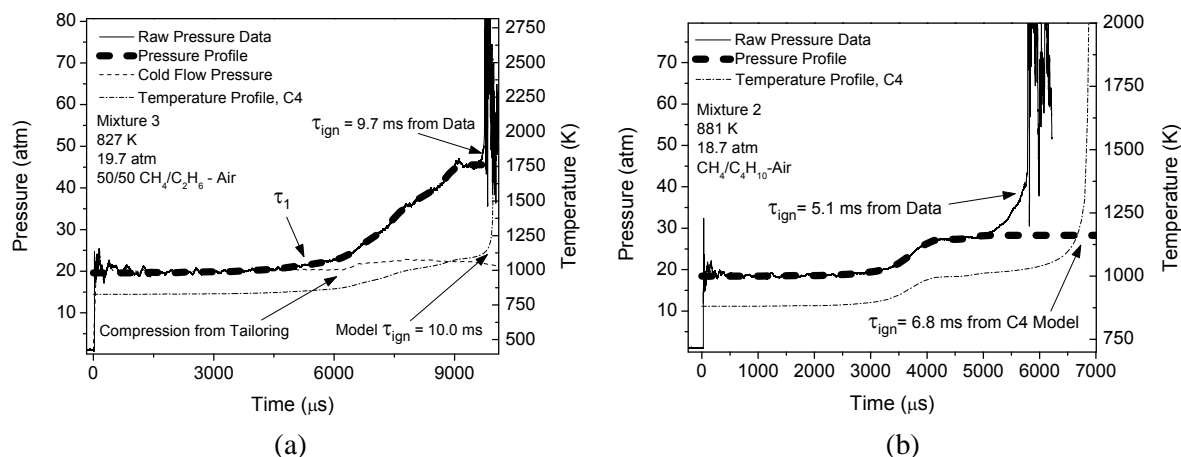 80
70
60
50
40
30
20
10
Pressure (atm)
Raw Pressure Data
Pressure Profile
Cold Flow Pressure
Temperature Profile, C4
Mixture 3
827 K
19.7 atm
50/50 CH₄/C₂H₆ - Air
τign = 9.7 ms from Data
τ₁
Compression from Tailoring
Model τign = 10.0 ms
2750
2500
2250
2000
1750
1500
1250
1000
750
500
Temperature (K)
0 3000 6000 9000
Time (μs)
(a)
80
70
60
50
40
30
20
10
Pressure (atm)
Raw Pressure Data
Pressure Profile
Temperature Profile, C4
Mixture 2
881 K
18.7 atm
CH₄/C₄H₁₀-Air
τign = 5.1 ms from Data
τign = 6.8 ms from C4 Model
2000
1750
1500
1250
1000
750
Temperature (K)
0 1000 2000 3000 4000 5000 6000 7000
Time (μs)
(b)